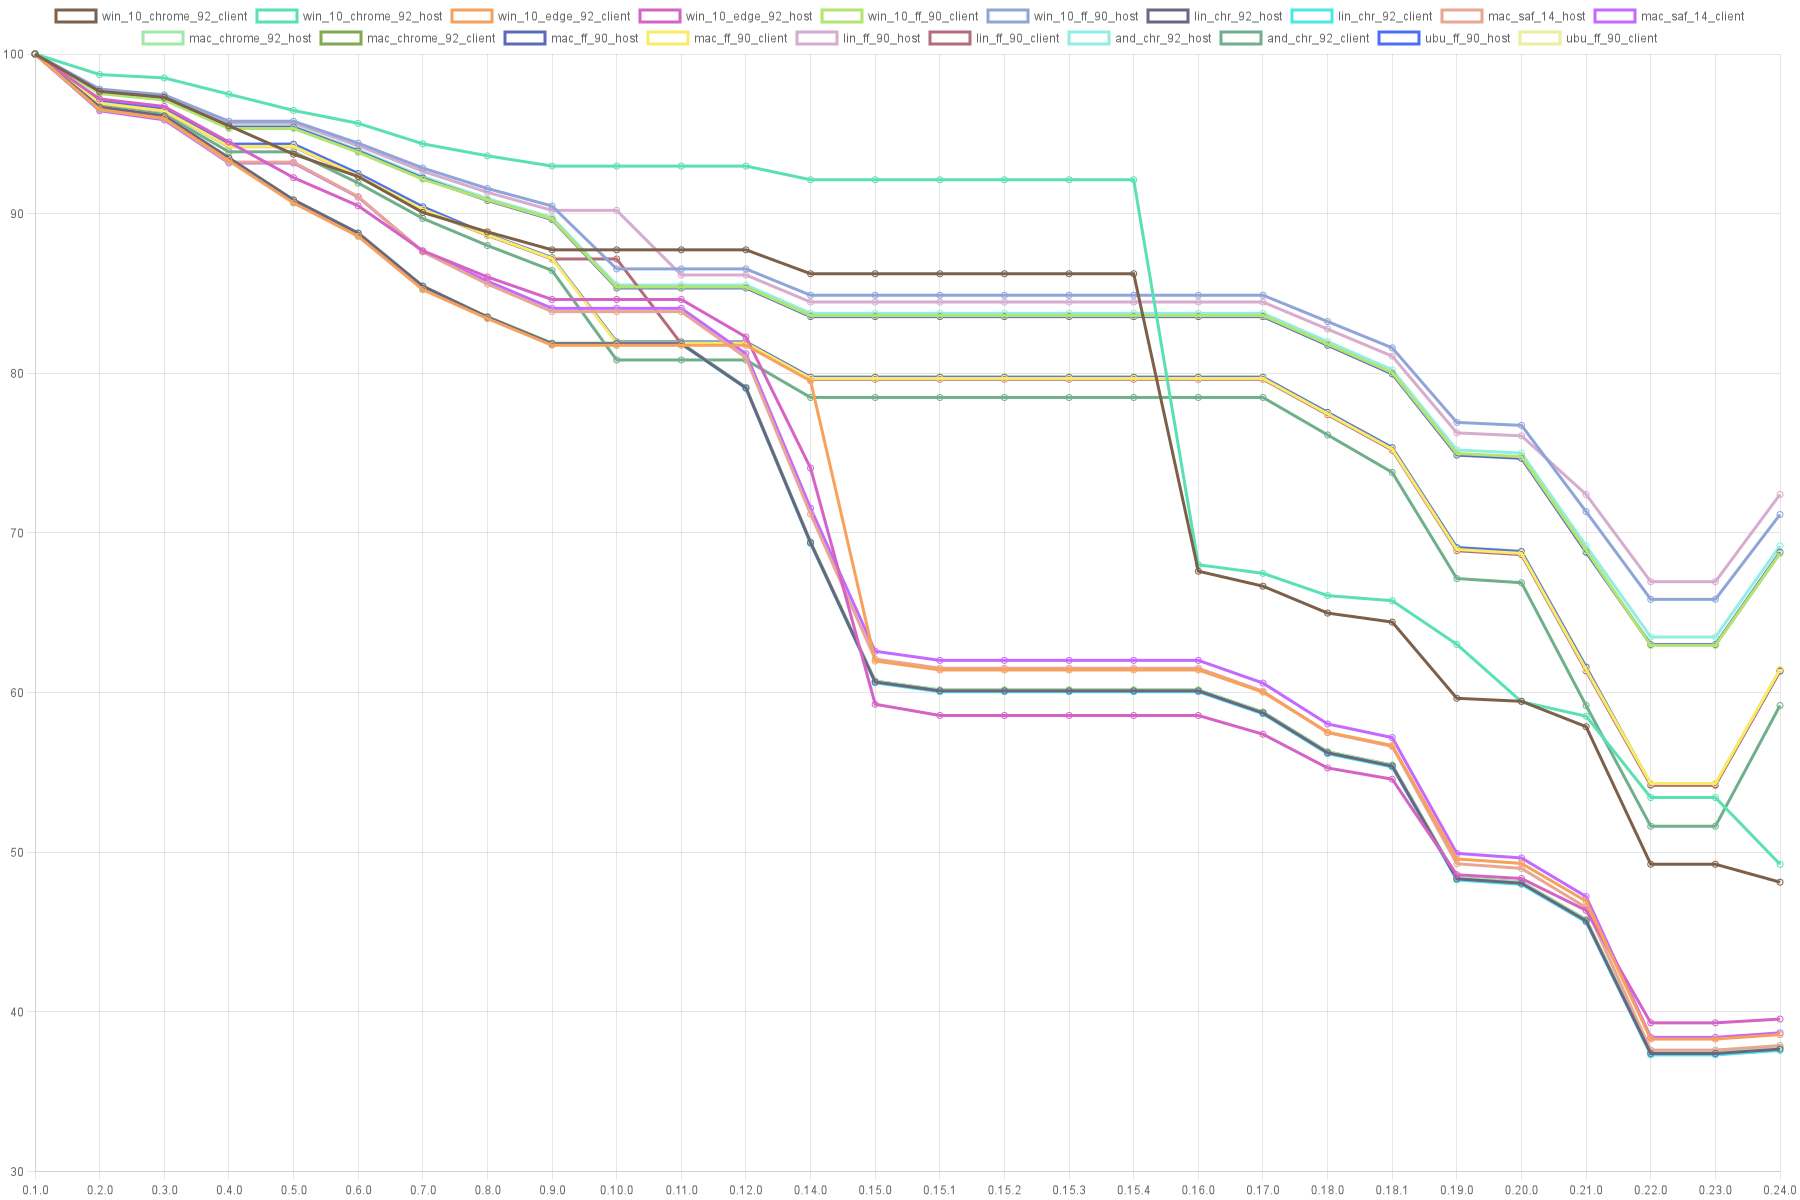 win_10_chrome_92_client win_10_chrome_92_host win_10_edge_92_client win_10_edge_92_host win_10_ff_90_client win_10_ff_90_host lin_chr_92_host lin_chr_92_client mac_saf_14_host mac_saf_14_client
mac_chrome_92_host mac_chrome_92_client mac_ff_90_host mac_ff_90_client lin_ff_90_host lin_ff_90_client and_chr_92_host and_chr_92_client ubu_ff_90_host ubu_ff_90_client
100
90
80
70
60
50
40
30
0.1.0 0.2.0 0.3.0 0.4.0 0.5.0 0.6.0 0.7.0 0.8.0 0.9.0 0.10.0 0.11.0 0.12.0 0.14.0 0.15.0 0.15.1 0.15.2 0.15.3 0.15.4 0.16.0 0.17.0 0.18.0 0.18.1 0.19.0 0.20.0 0.21.0 0.22.0 0.23.0 0.24.0